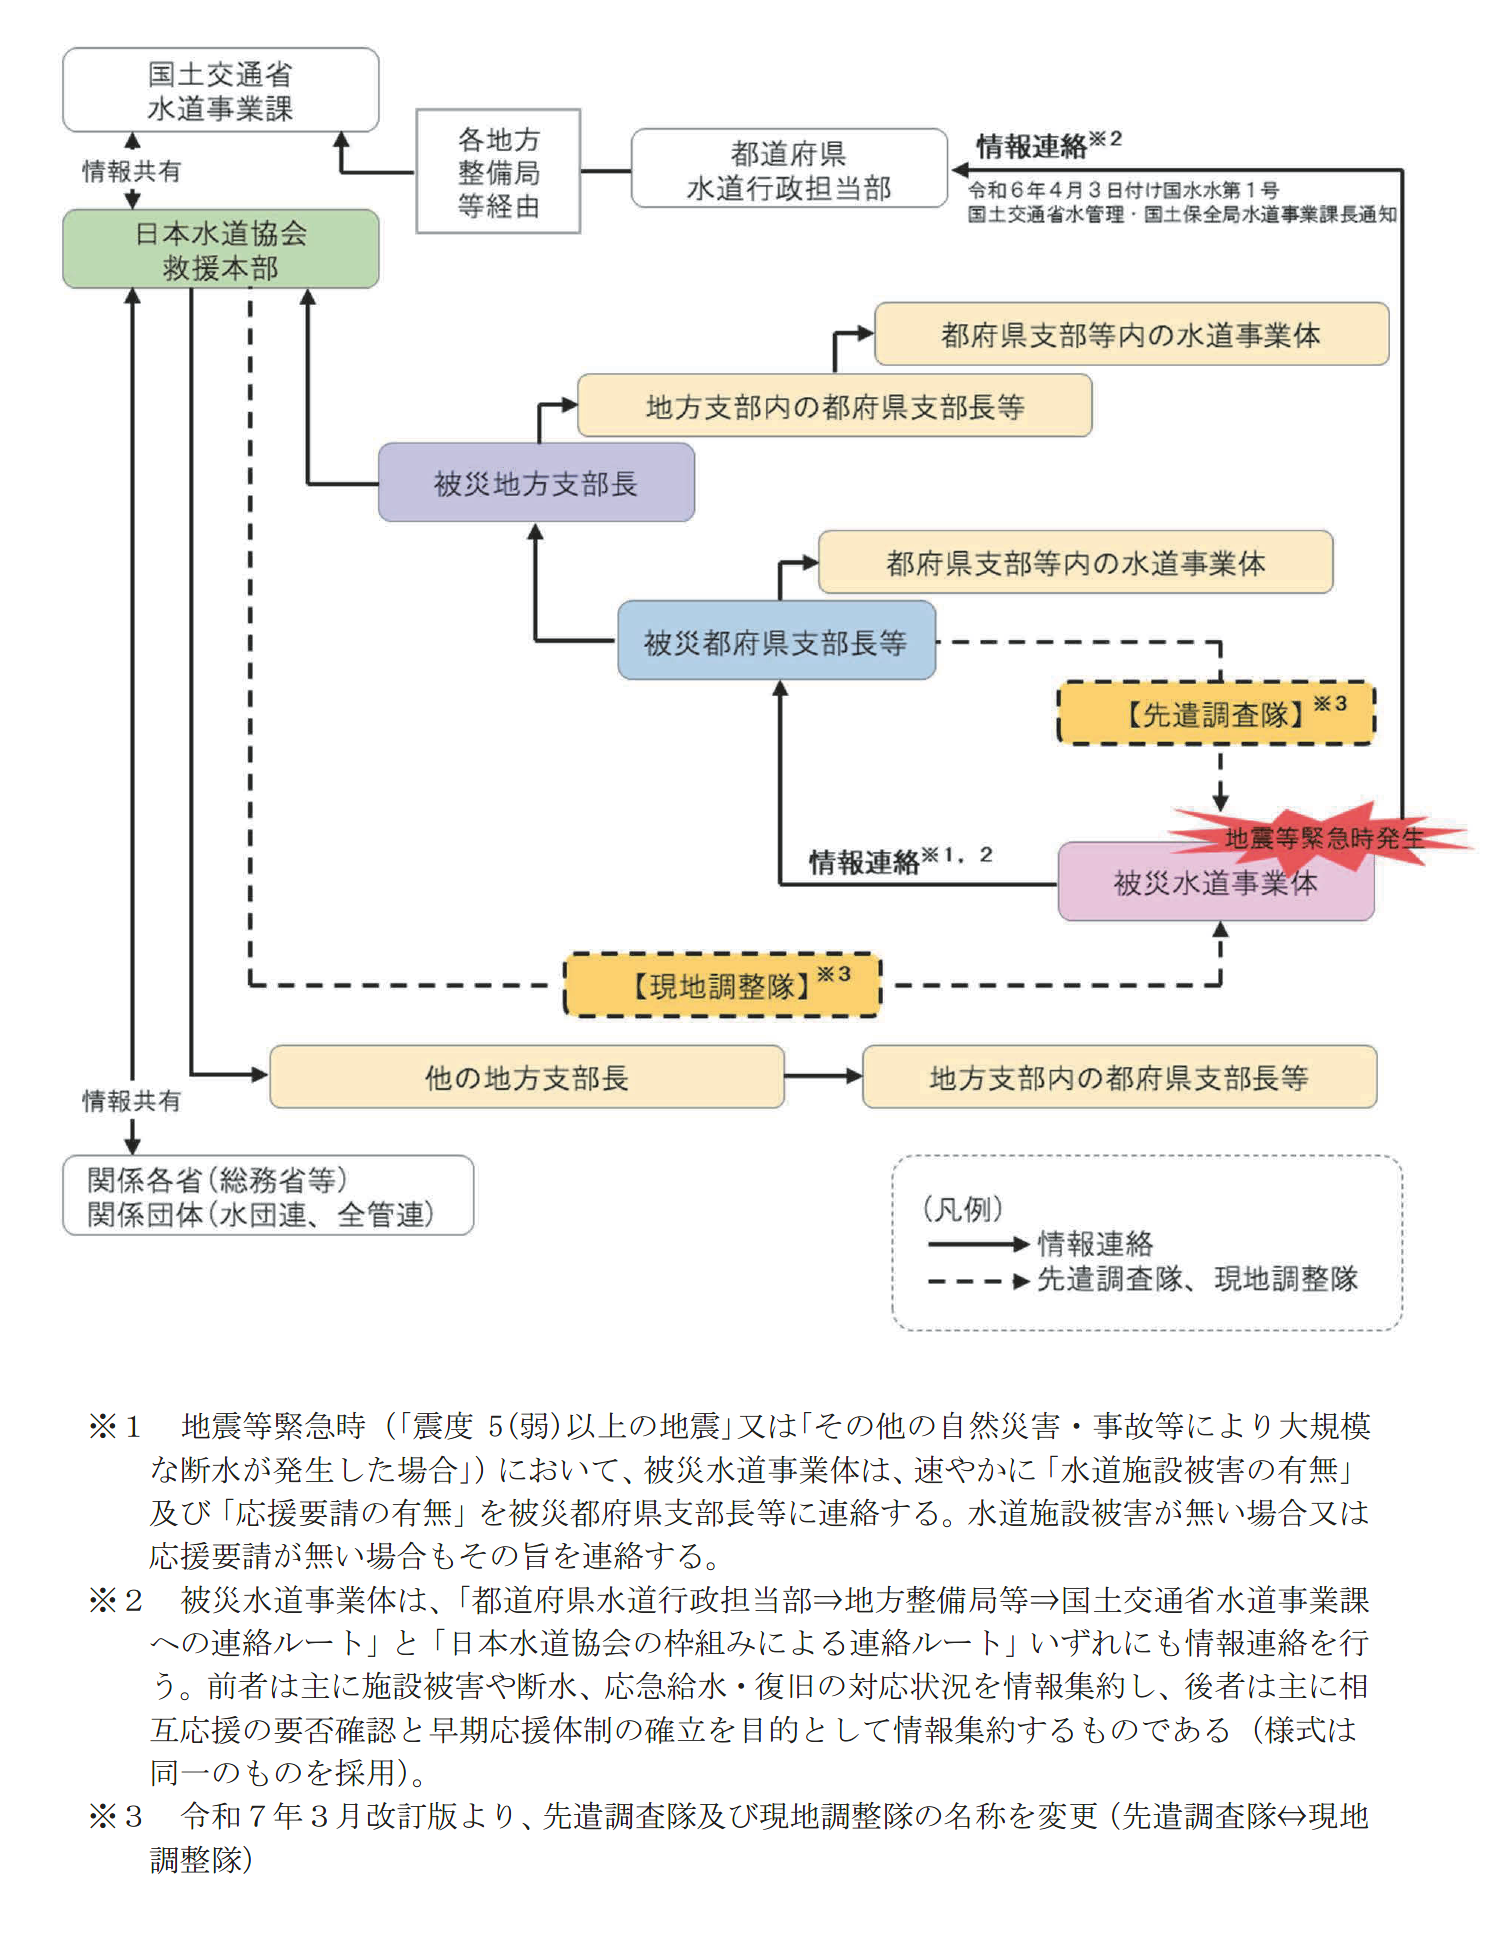 国土交通省
水道事業課
情報共有
各地方
整備局
等経由
都道府県
水道行政担当部
情報連絡※2
令和６年４月３日付け国水水第１号
国土交通省水管理・国土保全局水道事業課長通知
日本水道協会
救援本部
都府県支部等内の水道事業体
地方支部内の都府県支部長等
被災地方支部長
都府県支部等内の水道事業体
被災都府県支部長等
【先遣調査隊】※3
地震等緊急時発生
情報連絡※1，2
被災水道事業体
【現地調整隊】※3
他の地方支部長
地方支部内の都府県支部長等
情報共有
関係各省(総務省等)
関係団体(水団連、全管連)
(凡例)
情報連絡
先遣調査隊、現地調整隊
※１　地震等緊急時（「震度 5(弱)以上の地震」又は「その他の自然災害・事故等により大規模
な断水が発生した場合」）において、被災水道事業体は、速やかに「水道施設被害の有無」
及び「応援要請の有無」を被災都府県支部長等に連絡する。水道施設被害が無い場合又は
応援要請が無い場合もその旨を連絡する。
※２　被災水道事業体は、「都道府県水道行政担当部⇒地方整備局等⇒国土交通省水道事業課
への連絡ルート」と「日本水道協会の枠組みによる連絡ルート」いずれにも情報連絡を行
う。前者は主に施設被害や断水、応急給水・復旧の対応状況を情報集約し、後者は主に相
互応援の要否確認と早期応援体制の確立を目的として情報集約するものである（様式は
同一のものを採用）。
※３　令和７年３月改訂版より、先遣調査隊及び現地調整隊の名称を変更（先遣調査隊⇔現地
調整隊）